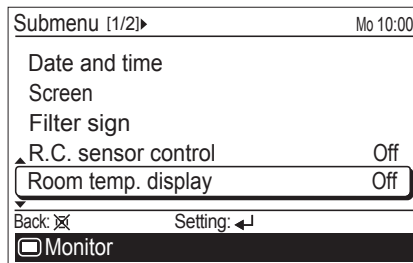 Submenu [1/2]▸ Mo 10:00
Date and time
Screen
Filter sign
R.C. sensor control Off
Room temp. display Off
Back: Setting:
Monitor